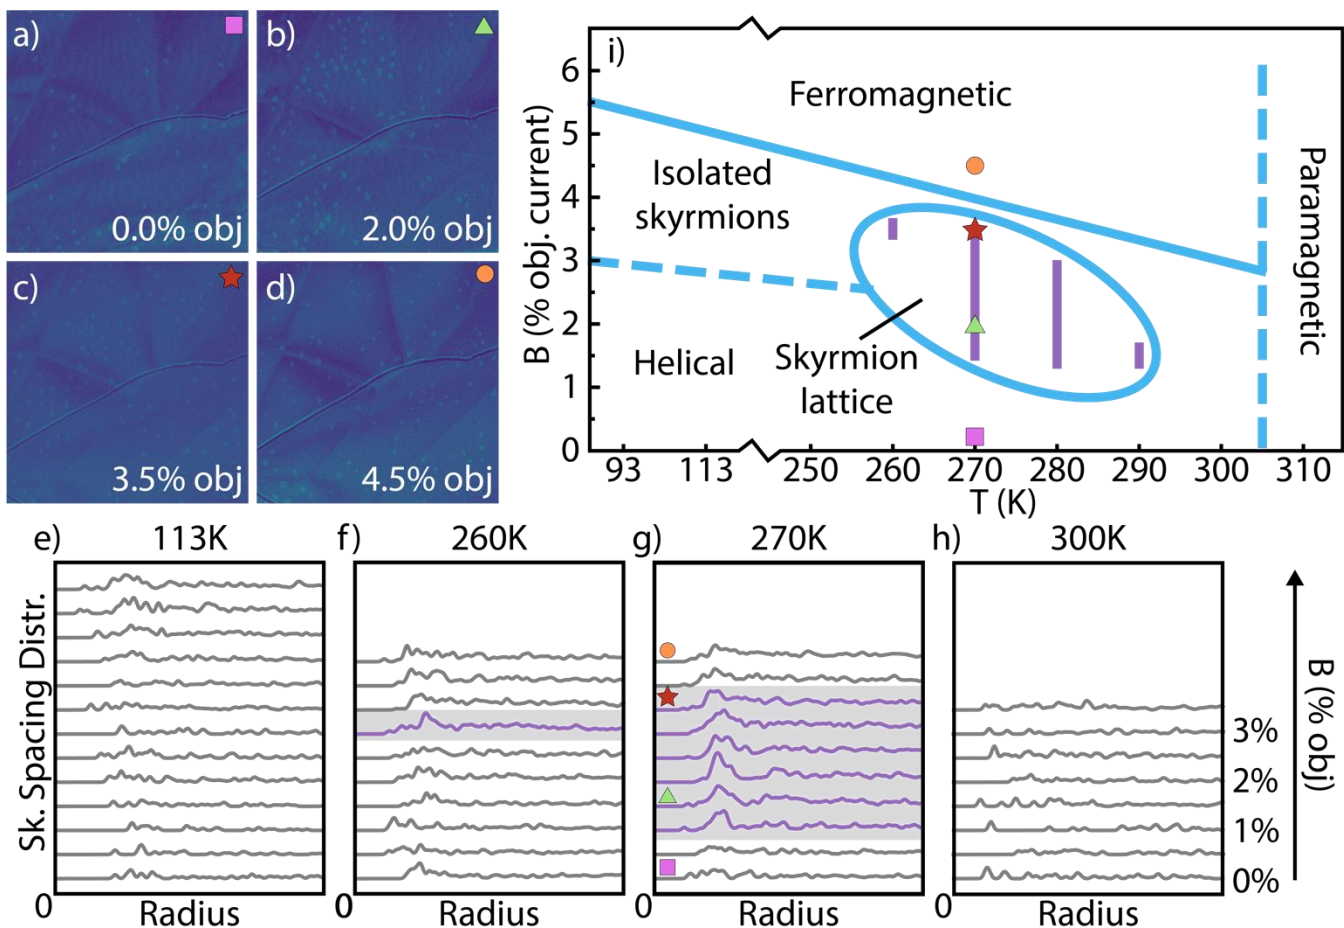 a)
0.0% obj
b)
2.0% obj
c)
3.5% obj
d)
4.5% obj
i)
B (% obj. current)
6
5
4
3
2
1
0
93
113
250
260
270
280
290
300
310
T (K)
Ferromagnetic
Isolated
skyrmions
Helical
Skyrmion
lattice
Paramagnetic
e)
113K
f)
260K
g)
270K
h)
300K
Sk. Spacing Distr.
0
Radius
0
Radius
0
Radius
0
Radius
3%
2%
1%
0%
B (% obj)